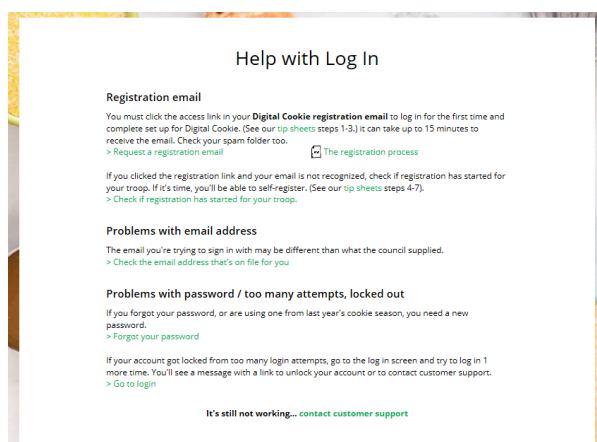 Help with Log In
Registration email
You must click the access link in your Digital Cookie registration email to log in for the first time and
complete set up for Digital Cookie. (See our tip sheets steps 1-3.) it can take up to 15 minutes to
receive the email. Check your spam folder too.
> Request a registration email
The registration process
If you clicked the registration link and your email is not recognized, check if registration has started for
your troop. If it's time, you'll be able to self-register. (See our tip sheets steps 4-7).
> Check if registration has started for your troop.
Problems with email address
The email you're trying to sign in with may be different than what the council supplied.
> Check the email address that's on file for you
Problems with password / too many attempts, locked out
If you forgot your password, or are using one from last year's cookie season, you need a new
password.
> Forgot your password
If your account got locked from too many login attempts, go to the log in screen and try to log in 1
more time. You'll see a message with a link to unlock your account or to contact customer support.
> Go to login
It's still not working... contact customer support